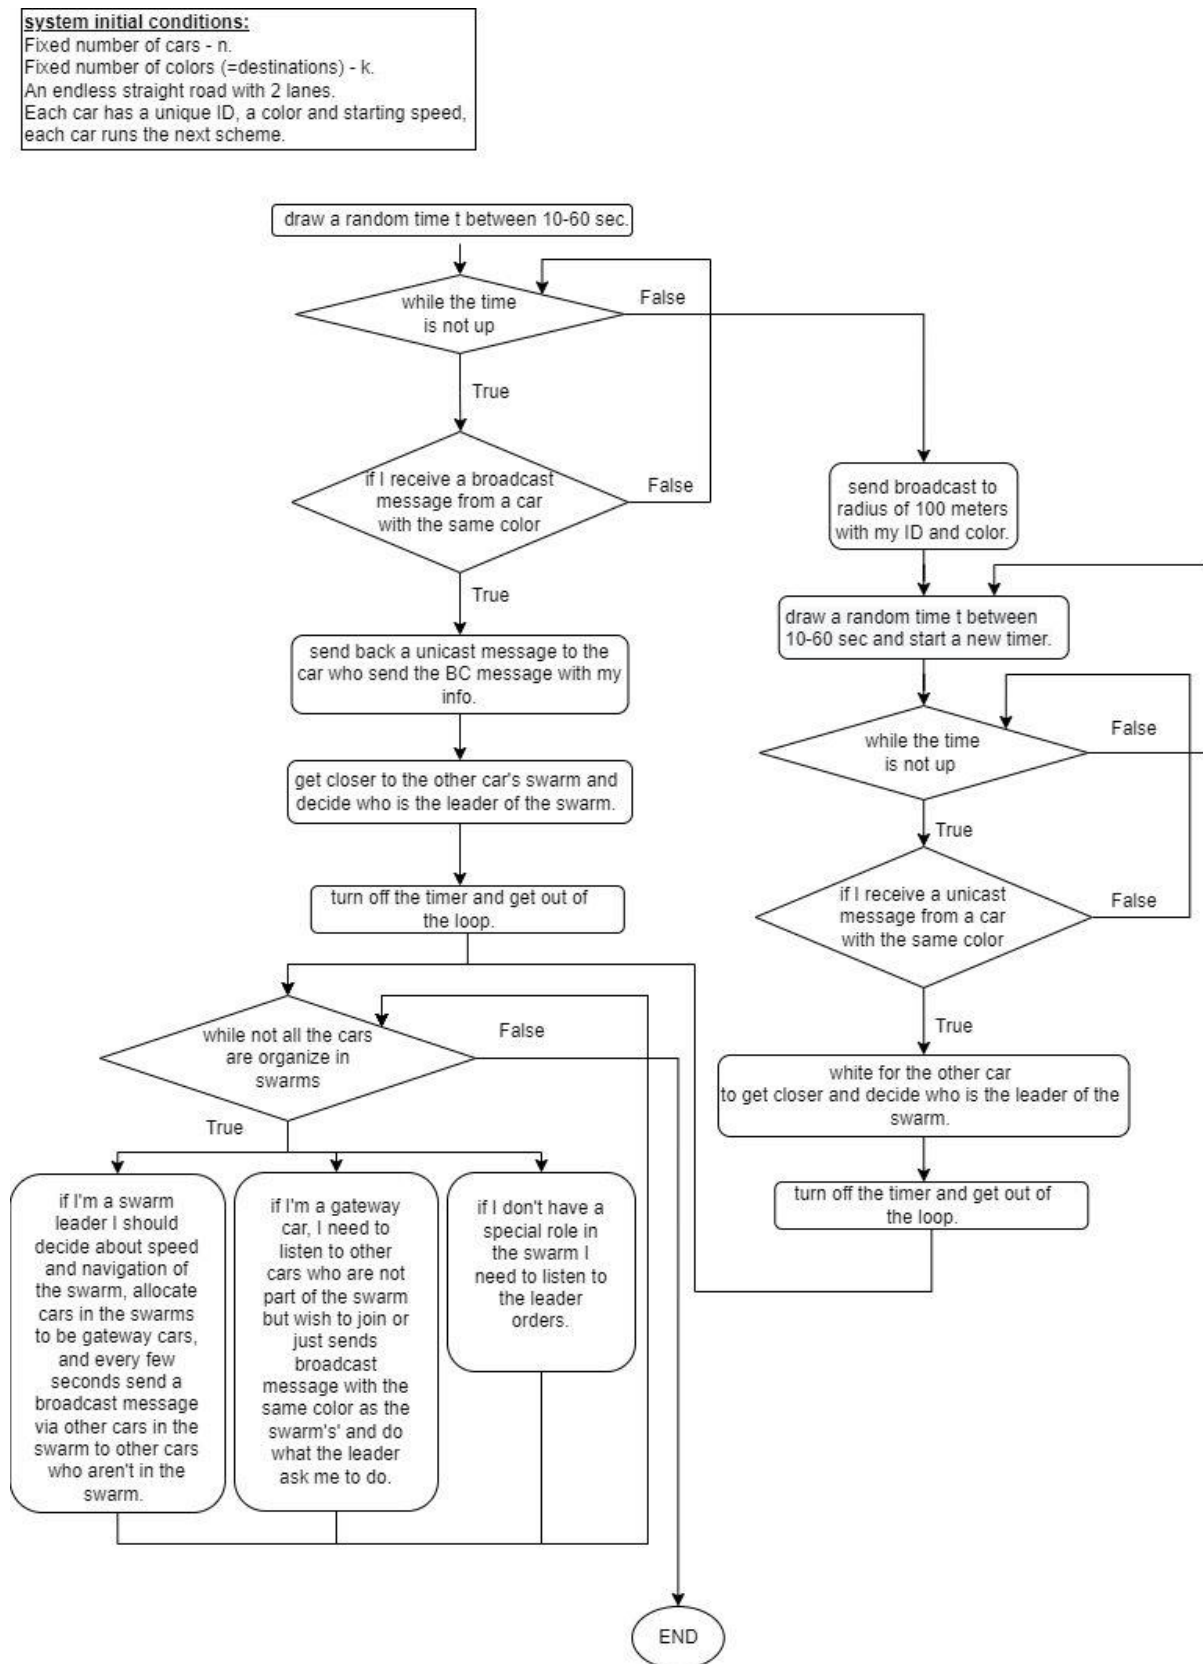 system initial conditions:
Fixed number of cars - n.
Fixed number of colors (=destinations) - k.
An endless straight road with 2 lanes.
Each car has a unique ID, a color and starting speed,
each car runs the next scheme.
draw a random time t between 10-60 sec.
while the time
is not up
False
True
if I receive a broadcast
message from a car
with the same color
False
True
send back a unicast message to the
car who send the BC message with my
info.
get closer to the other car's swarm and
decide who is the leader of the swarm.
turn off the timer and get out of
the loop.
send broadcast to
radius of 100 meters
with my ID and color.
draw a random time t between
10-60 sec and start a new timer.
while the time
is not up
False
True
if I receive a unicast
message from a car
with the same color
False
True
white for the other car
to get closer and decide who is the leader of the
swarm.
turn off the timer and get out of
the loop.
while not all the cars
are organize in
swarms
False
True
if I'm a swarm
leader I should
decide about speed
and navigation of
the swarm, allocate
cars in the swarms
to be gateway cars,
and every few
seconds send a
broadcast message
via other cars in the
swarm to other cars
who aren't in the
swarm.
if I'm a gateway
car, I need to
listen to other
cars who are not
part of the swarm
but wish to join or
just sends
broadcast
message with the
same color as the
swarm's' and do
what the leader
ask me to do.
if I don't have a
special role in
the swarm I
need to listen to
the leader
orders.
END